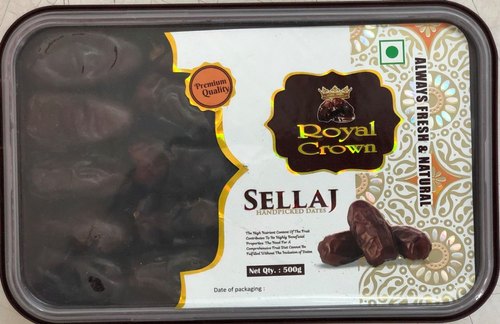 Premium
Quality
Royal
Crown
ALWAYS FRESH & NATURAL
SELLAJ
HANDPICKED DATES
The High Nutrient Content Of The Fruit
Contributes To Its Highly Beneficial
Properties. The Need For A
Comprehensive Fruit Diet Cannot Be
Fulfilled Without The Inclusion of Dates
Net Qty. : 500g
Date of packaging :